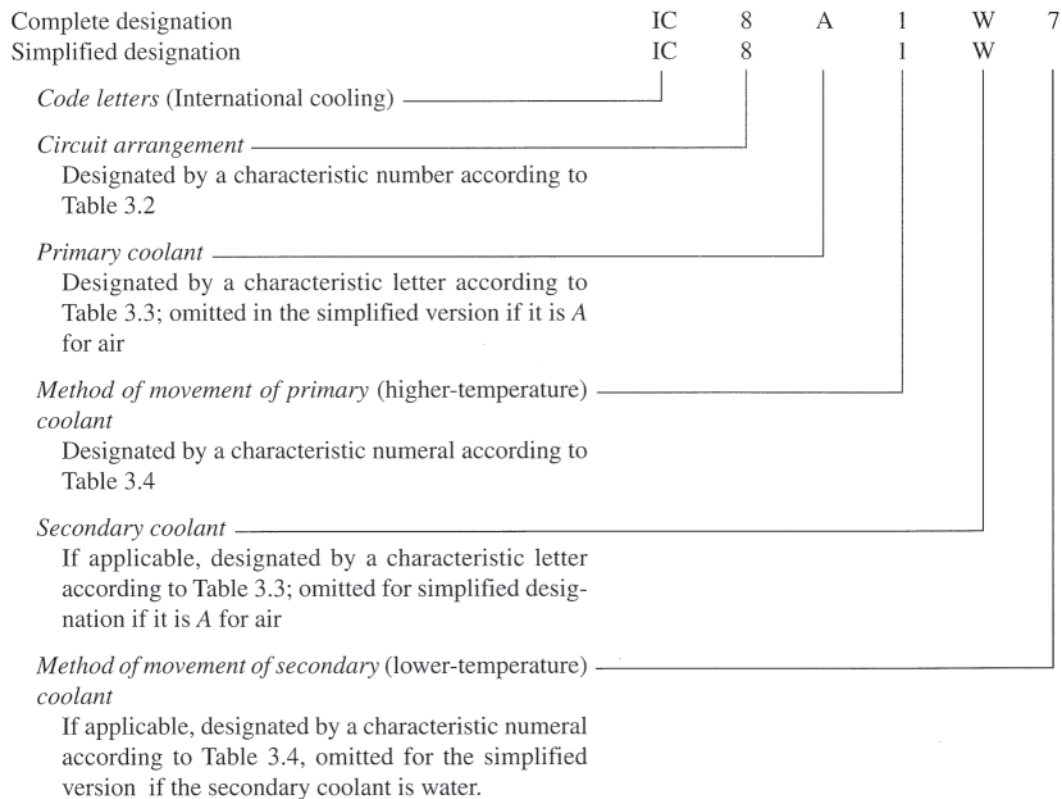 Complete designation IC 8 A 1 W 7
Simplified designation IC 8 1 W
Code letters (International cooling)
Circuit arrangement
Designated by a characteristic number according to
Table 3.2
Primary coolant
Designated by a characteristic letter according to
Table 3.3; omitted in the simplified version if it is A
for air
Method of movement of primary (higher-temperature)
coolant
Designated by a characteristic numeral according to
Table 3.4
Secondary coolant
If applicable, designated by a characteristic letter
according to Table 3.3; omitted for simplified desig-
nation if it is A for air
Method of movement of secondary (lower-temperature)
coolant
If applicable, designated by a characteristic numeral
according to Table 3.4, omitted for the simplified
version if the secondary coolant is water.